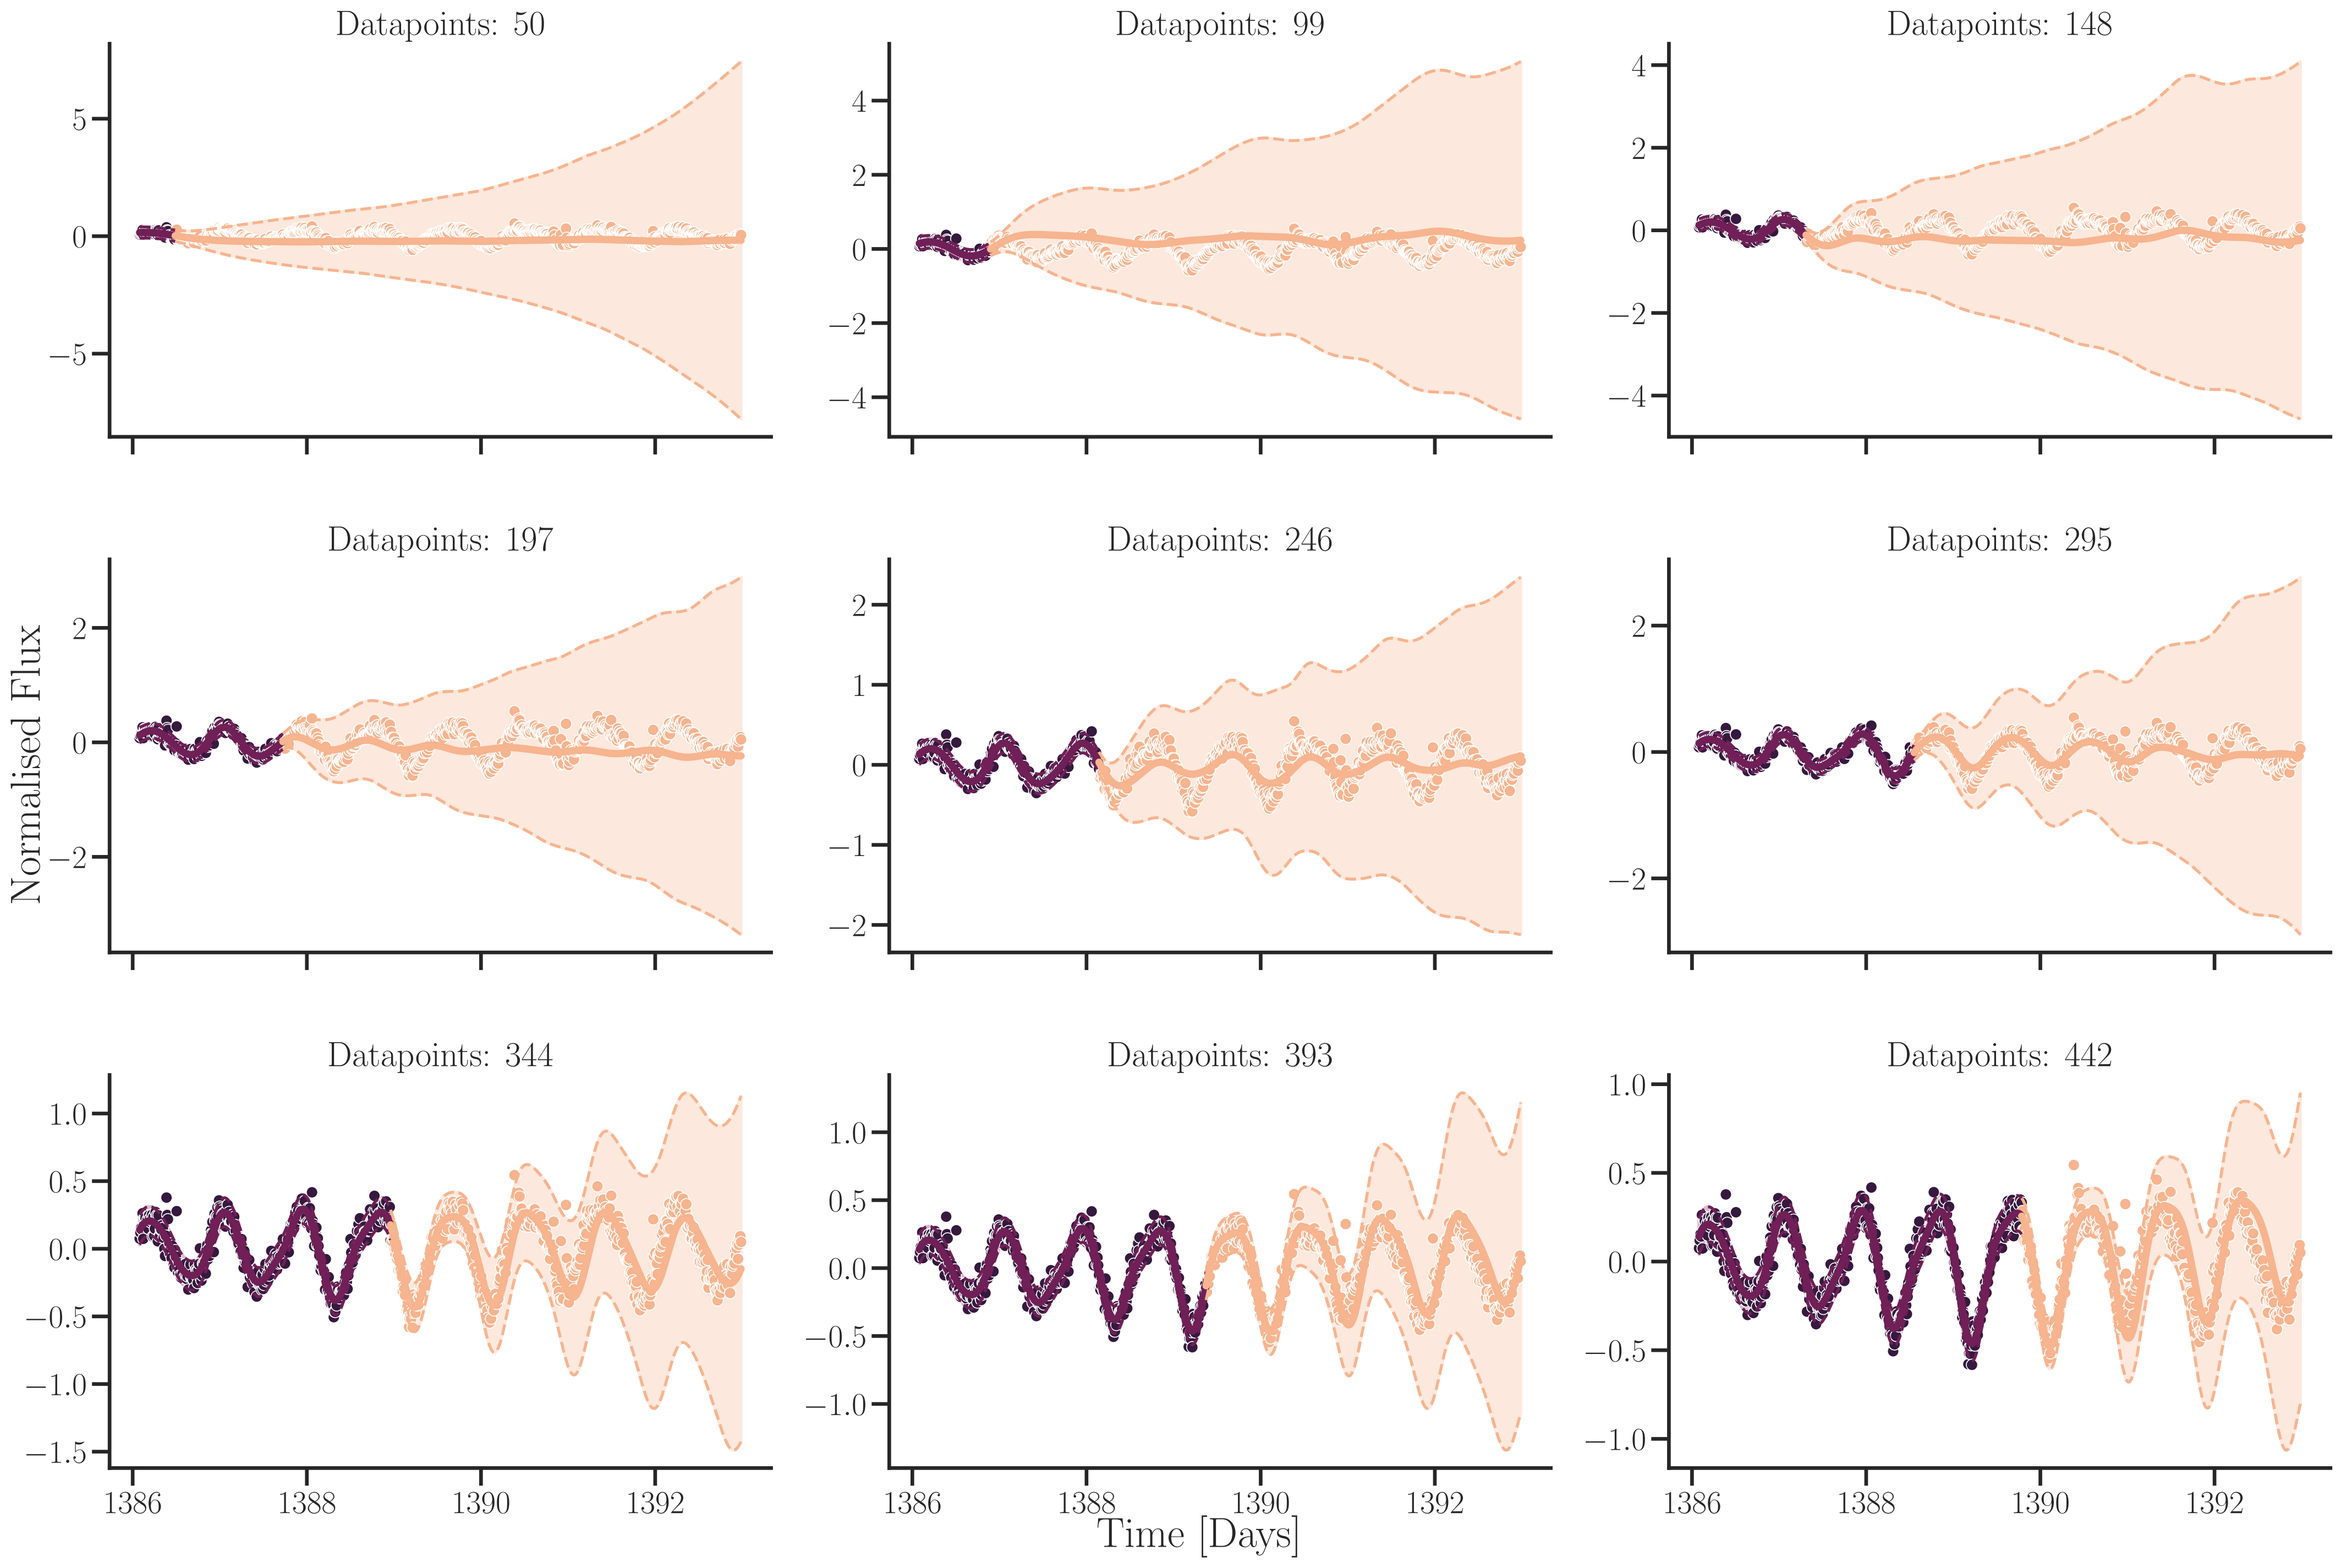 Datapoints: 50
Datapoints: 99
Datapoints: 148
5
0
−5
4
2
0
−2
−4
4
2
0
−2
−4
Datapoints: 197
Datapoints: 246
Datapoints: 295
2
0
−2
2
1
0
−1
−2
2
0
−2
Normalised Flux
Datapoints: 344
Datapoints: 393
Datapoints: 442
1.0
0.5
0.0
−0.5
−1.0
−1.5
1.0
0.5
0.0
−0.5
−1.0
1.0
0.5
0.0
−0.5
−1.0
1386 1388 1390 1392
1386 1388 1390 1392
1386 1388 1390 1392
Time [Days]